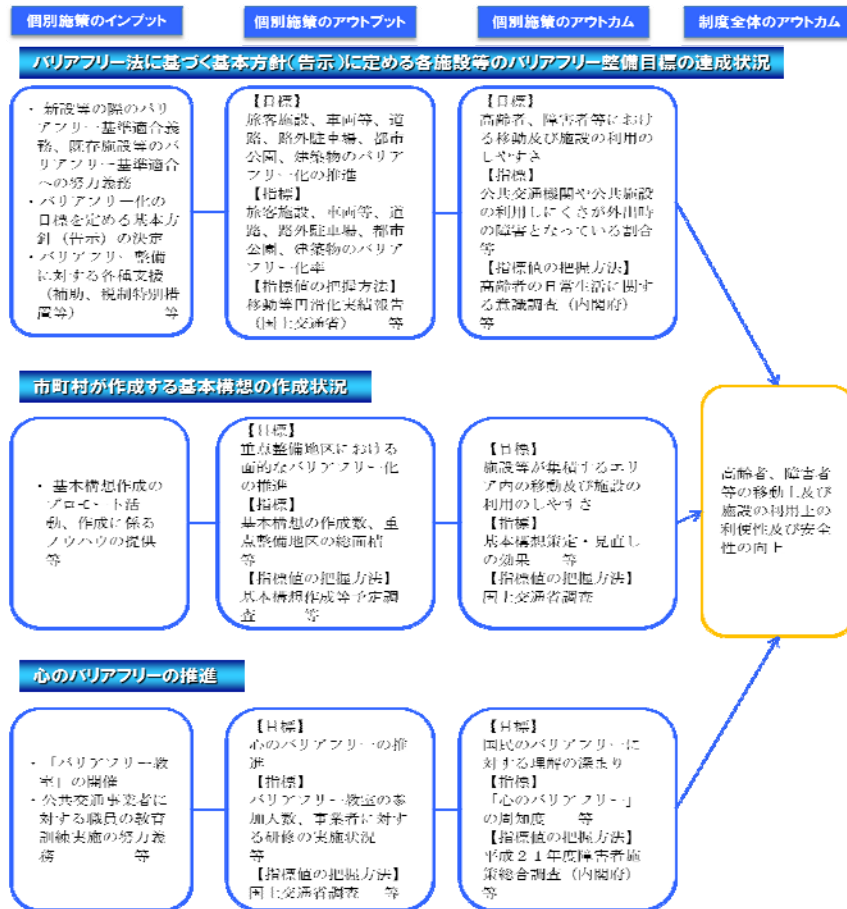 個別施策のインプット
個別施策のアウトプット
個別施策のアウトカム
制度全体のアウトカム
バリアフリー法に基づく基本方針(告示)に定める各施設等のバリアフリー整備目標の達成状況
・新設等の際のバリ
アフリー基準適合義
務、既存施設等のバ
リアフリー基準適合
への努力義務
・バリアフリー化の
目標を定める基本方
針(告示)の決定
・バリアフリー整備
に対する各種支援
(補助、税制特別措
置等) 等
【目標】
旅客施設、車両等、道
路、路外駐車場、都市
公園、建築物のバリア
フリー化の推進
【指標】
旅客施設、車両等、道
路、路外駐車場、都市
公園、建築物のバリア
フリー化率
【指標値の把握方法】
移動等円滑化実績報告
(国土交通省) 等
【目標】
高齢者、障害者等におけ
る移動及び施設の利用の
しやすさ
【指標】
公共交通機関や公共施設
の利用しにくさが外出時
の障害となっている割合
等
【指標値の把握方法】
高齢者の日常生活に関す
る意識調査(内閣府)
等
市町村が作成する基本構想の作成状況
・基本構想作成の
プロモート活
動、作成に係る
ノウハウの提供
等
【目標】
重点整備地区における
面的なバリアフリー化
の推進
【指標】
基本構想の作成数、重
点整備地区の総面積
等
【指標値の把握方法】
基本構想作成等予定調
査 等
【目標】
施設等が集積するエリ
ア内の移動及び施設の
利用のしやすさ
【指標】
基本構想策定・見直し
の効果 等
【指標値の把握方法】
国土交通省調査
高齢者、障害者
等の移動上及び
施設の利用上の
利便性及び安全
性の向上
心のバリアフリーの推進
・「バリアフリー教
室」の開催
・公共交通事業者に
対する職員の教育
訓練実施の努力義
務 等
【目標】
心のバリアフリーの推
進
【指標】
バリアフリー教室の参
加人数、事業者に対す
る研修の実施状況
等
【指標値の把握方法】
国土交通省調査 等
【目標】
国民のバリアフリーに
対する理解の深まり
【指標】
「心のバリアフリー」
の周知度 等
【指標値の把握方法】
平成21年度障害者施
策総合調査(内閣府)
等